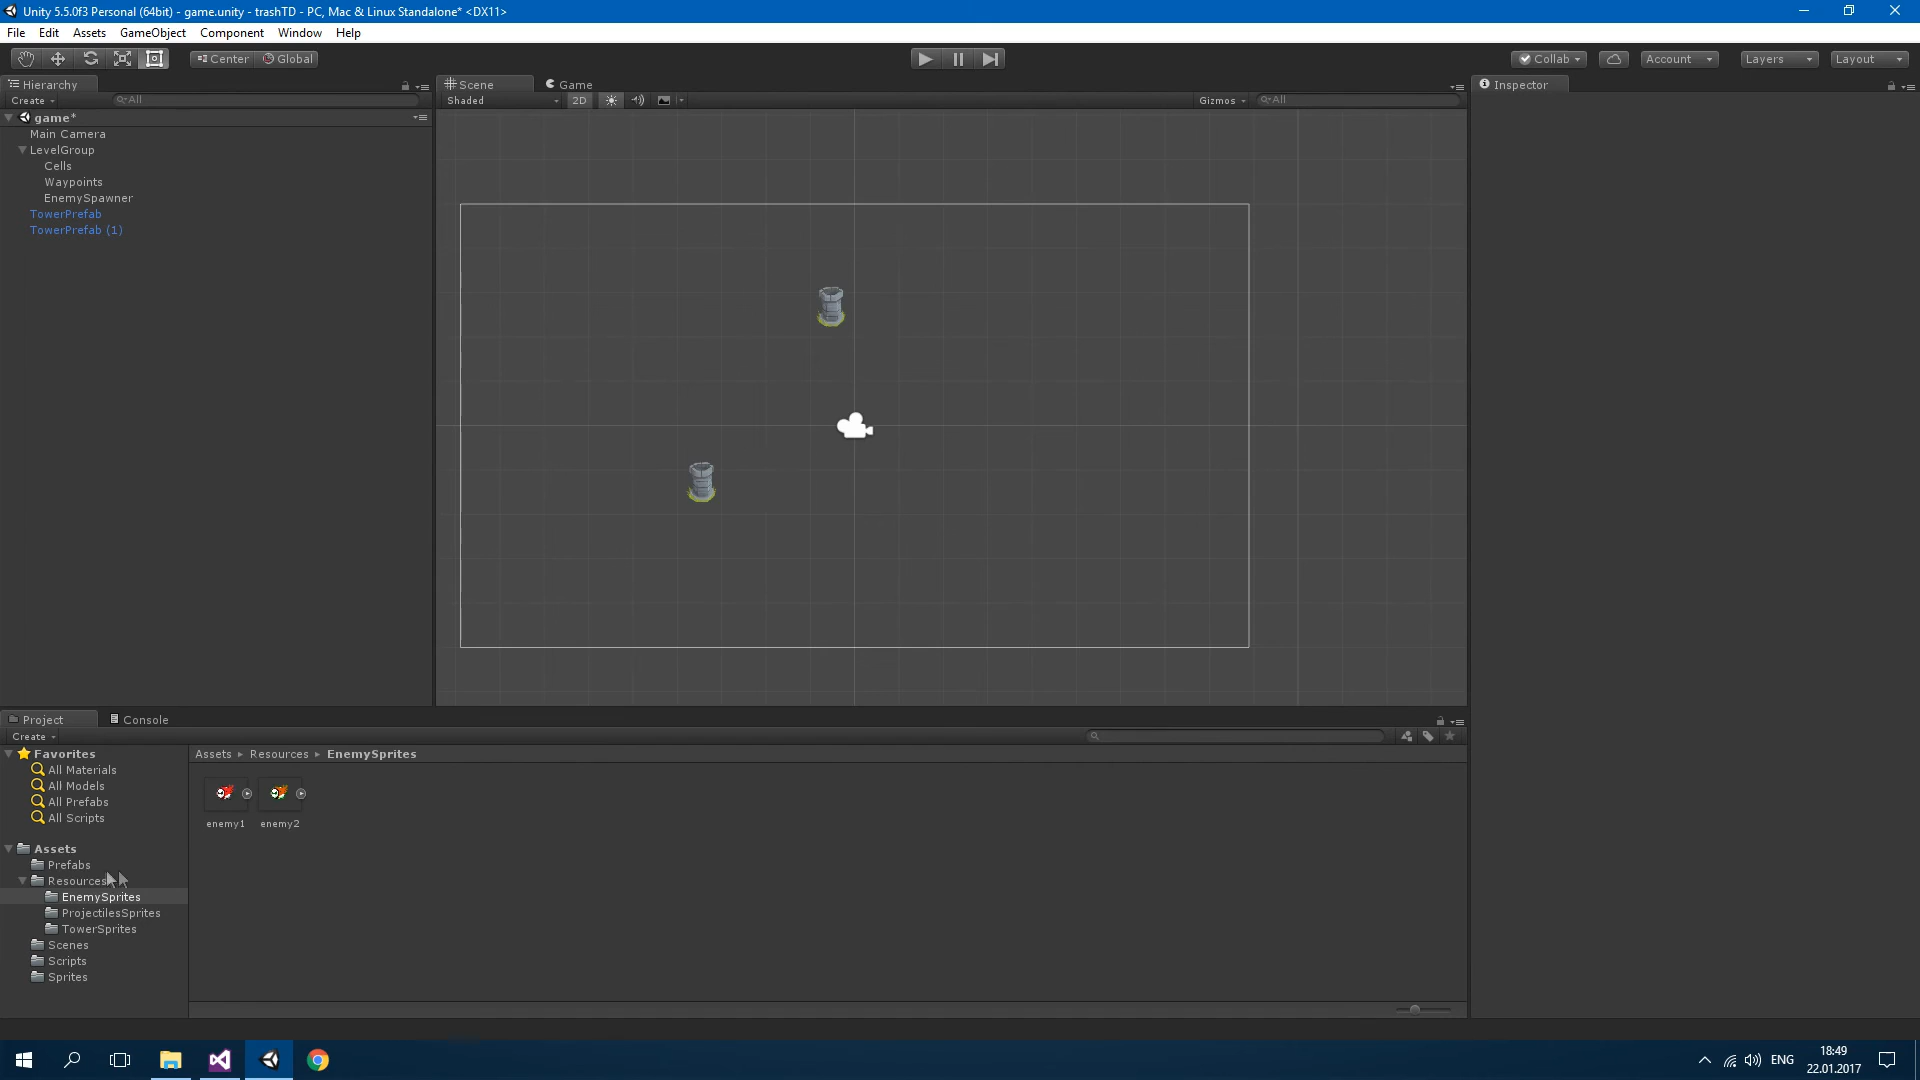 Unity 5.5.0f3 Personal (64bit) - game.unity - trashTD - PC, Mac & Linux Standalone* <DX11>
File Edit Assets GameObject Component Window Help
Center Global Collab Account Layers Layout
Hierarchy
Create All
game*
Main Camera
LevelGroup
Cells
Waypoints
EnemySpawner
TowerPrefab
TowerPrefab (1)
Scene Game
Shaded 2D Gizmos All
Inspector
Project Console
Create
Favorites
All Materials
All Models
All Prefabs
All Scripts
Assets
Prefabs
Resources
EnemySprites
ProjectilesSprites
TowerSprites
Scenes
Scripts
Sprites
Assets ▸ Resources ▸ EnemySprites
enemy1 enemy2
ENG
18:49
22.01.2017